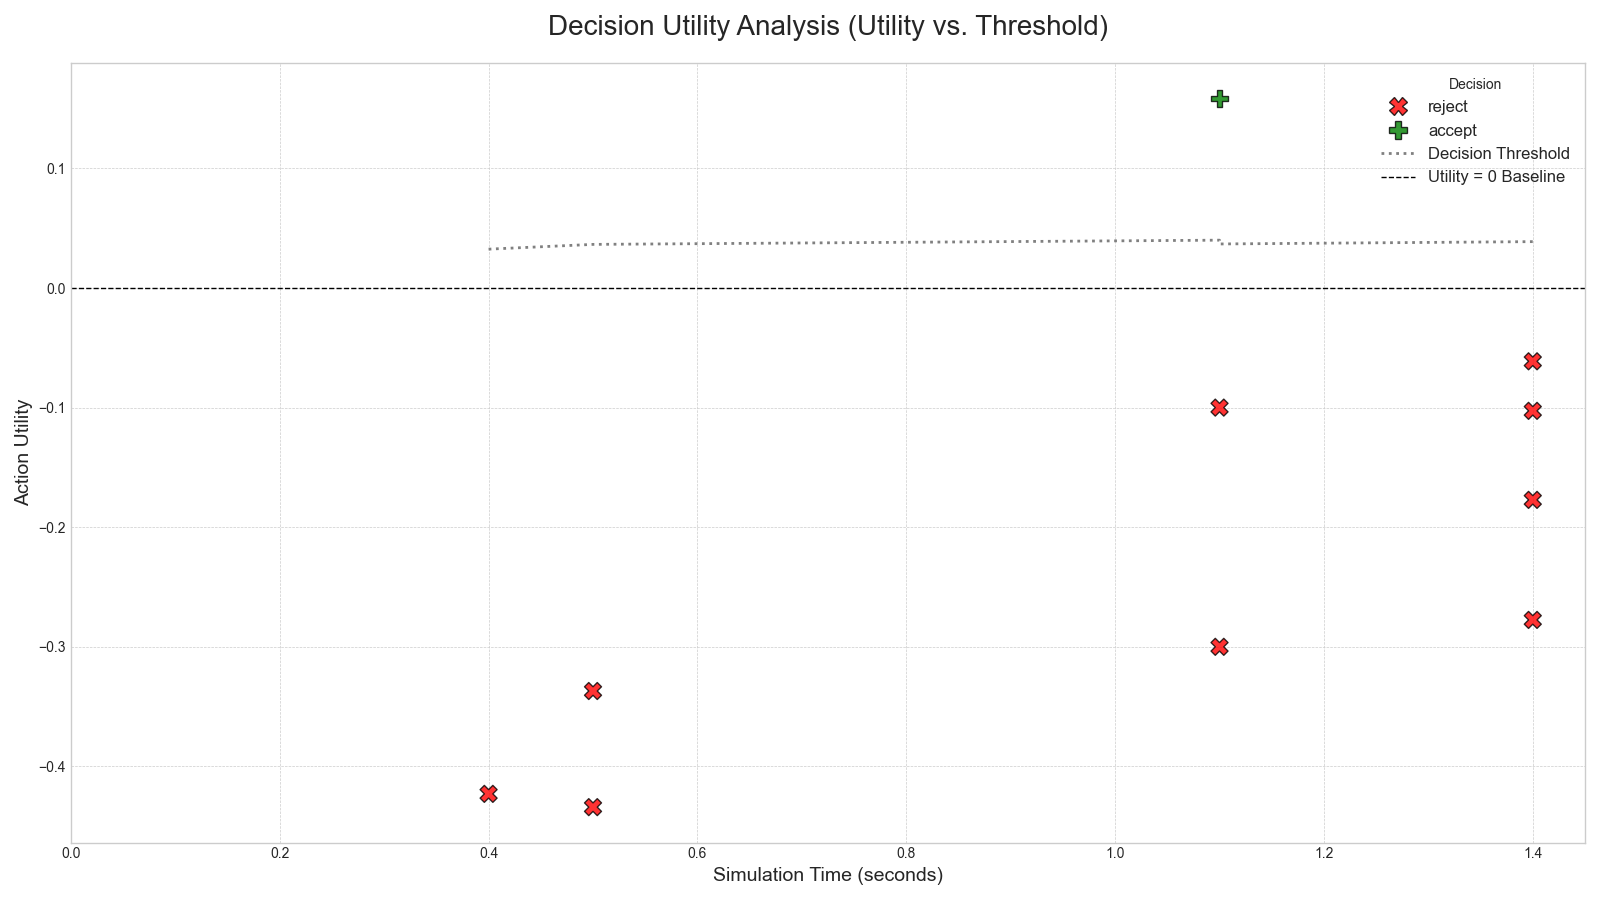 Decision Utility Analysis (Utility vs. Threshold)
Decision
reject
accept
Decision Threshold
Utility = 0 Baseline
Action Utility
0.1
0.0
−0.1
−0.2
−0.3
−0.4
0.0 0.2 0.4 0.6 0.8 1.0 1.2 1.4
Simulation Time (seconds)